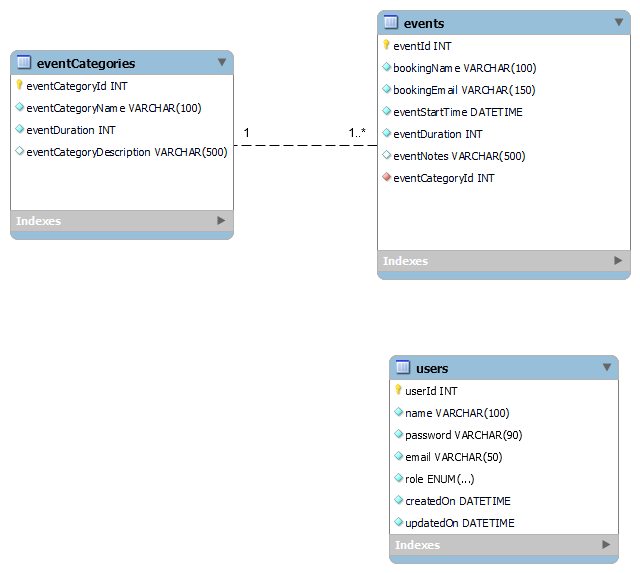 eventCategories
eventCategoryId INT
eventCategoryName VARCHAR(100)
eventDuration INT
eventCategoryDescription VARCHAR(500)
Indexes
1
1..*
events
eventId INT
bookingName VARCHAR(100)
bookingEmail VARCHAR(150)
eventStartTime DATETIME
eventDuration INT
eventNotes VARCHAR(500)
eventCategoryId INT
Indexes
users
userId INT
name VARCHAR(100)
password VARCHAR(90)
email VARCHAR(50)
role ENUM(...)
createdOn DATETIME
updatedOn DATETIME
Indexes